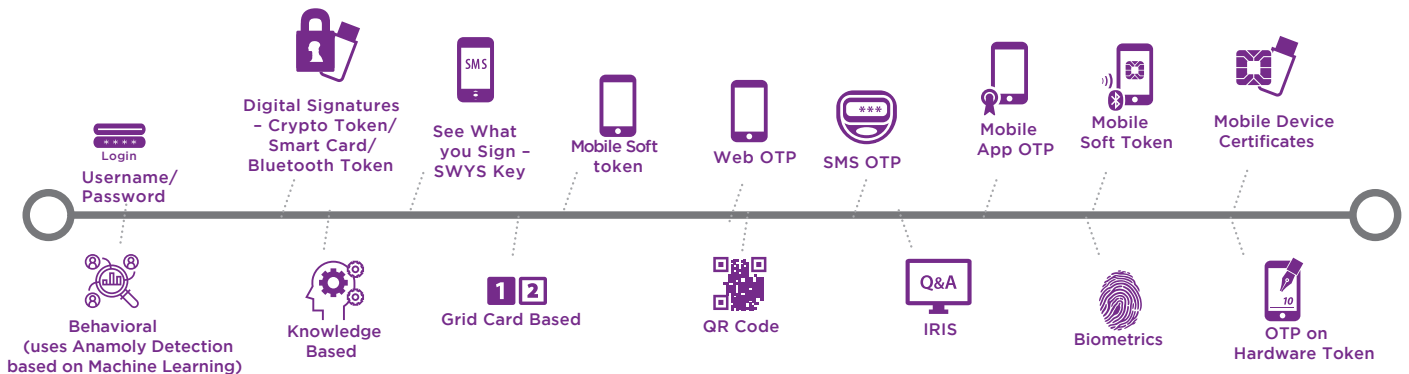 Login
* * * *
Username/
Password
Digital Signatures
– Crypto Token/
Smart Card/
Bluetooth Token
SMS
See What
you Sign –
SWYS Key
Mobile Soft
token
Web OTP
***
SMS OTP
Mobile
App OTP
Mobile
Soft Token
Mobile Device
Certificates
Behavioral
(uses Anamoly Detection
based on Machine Learning)
Knowledge
Based
1 2
Grid Card Based
QR Code
Q&A
IRIS
Biometrics
10
OTP on
Hardware Token